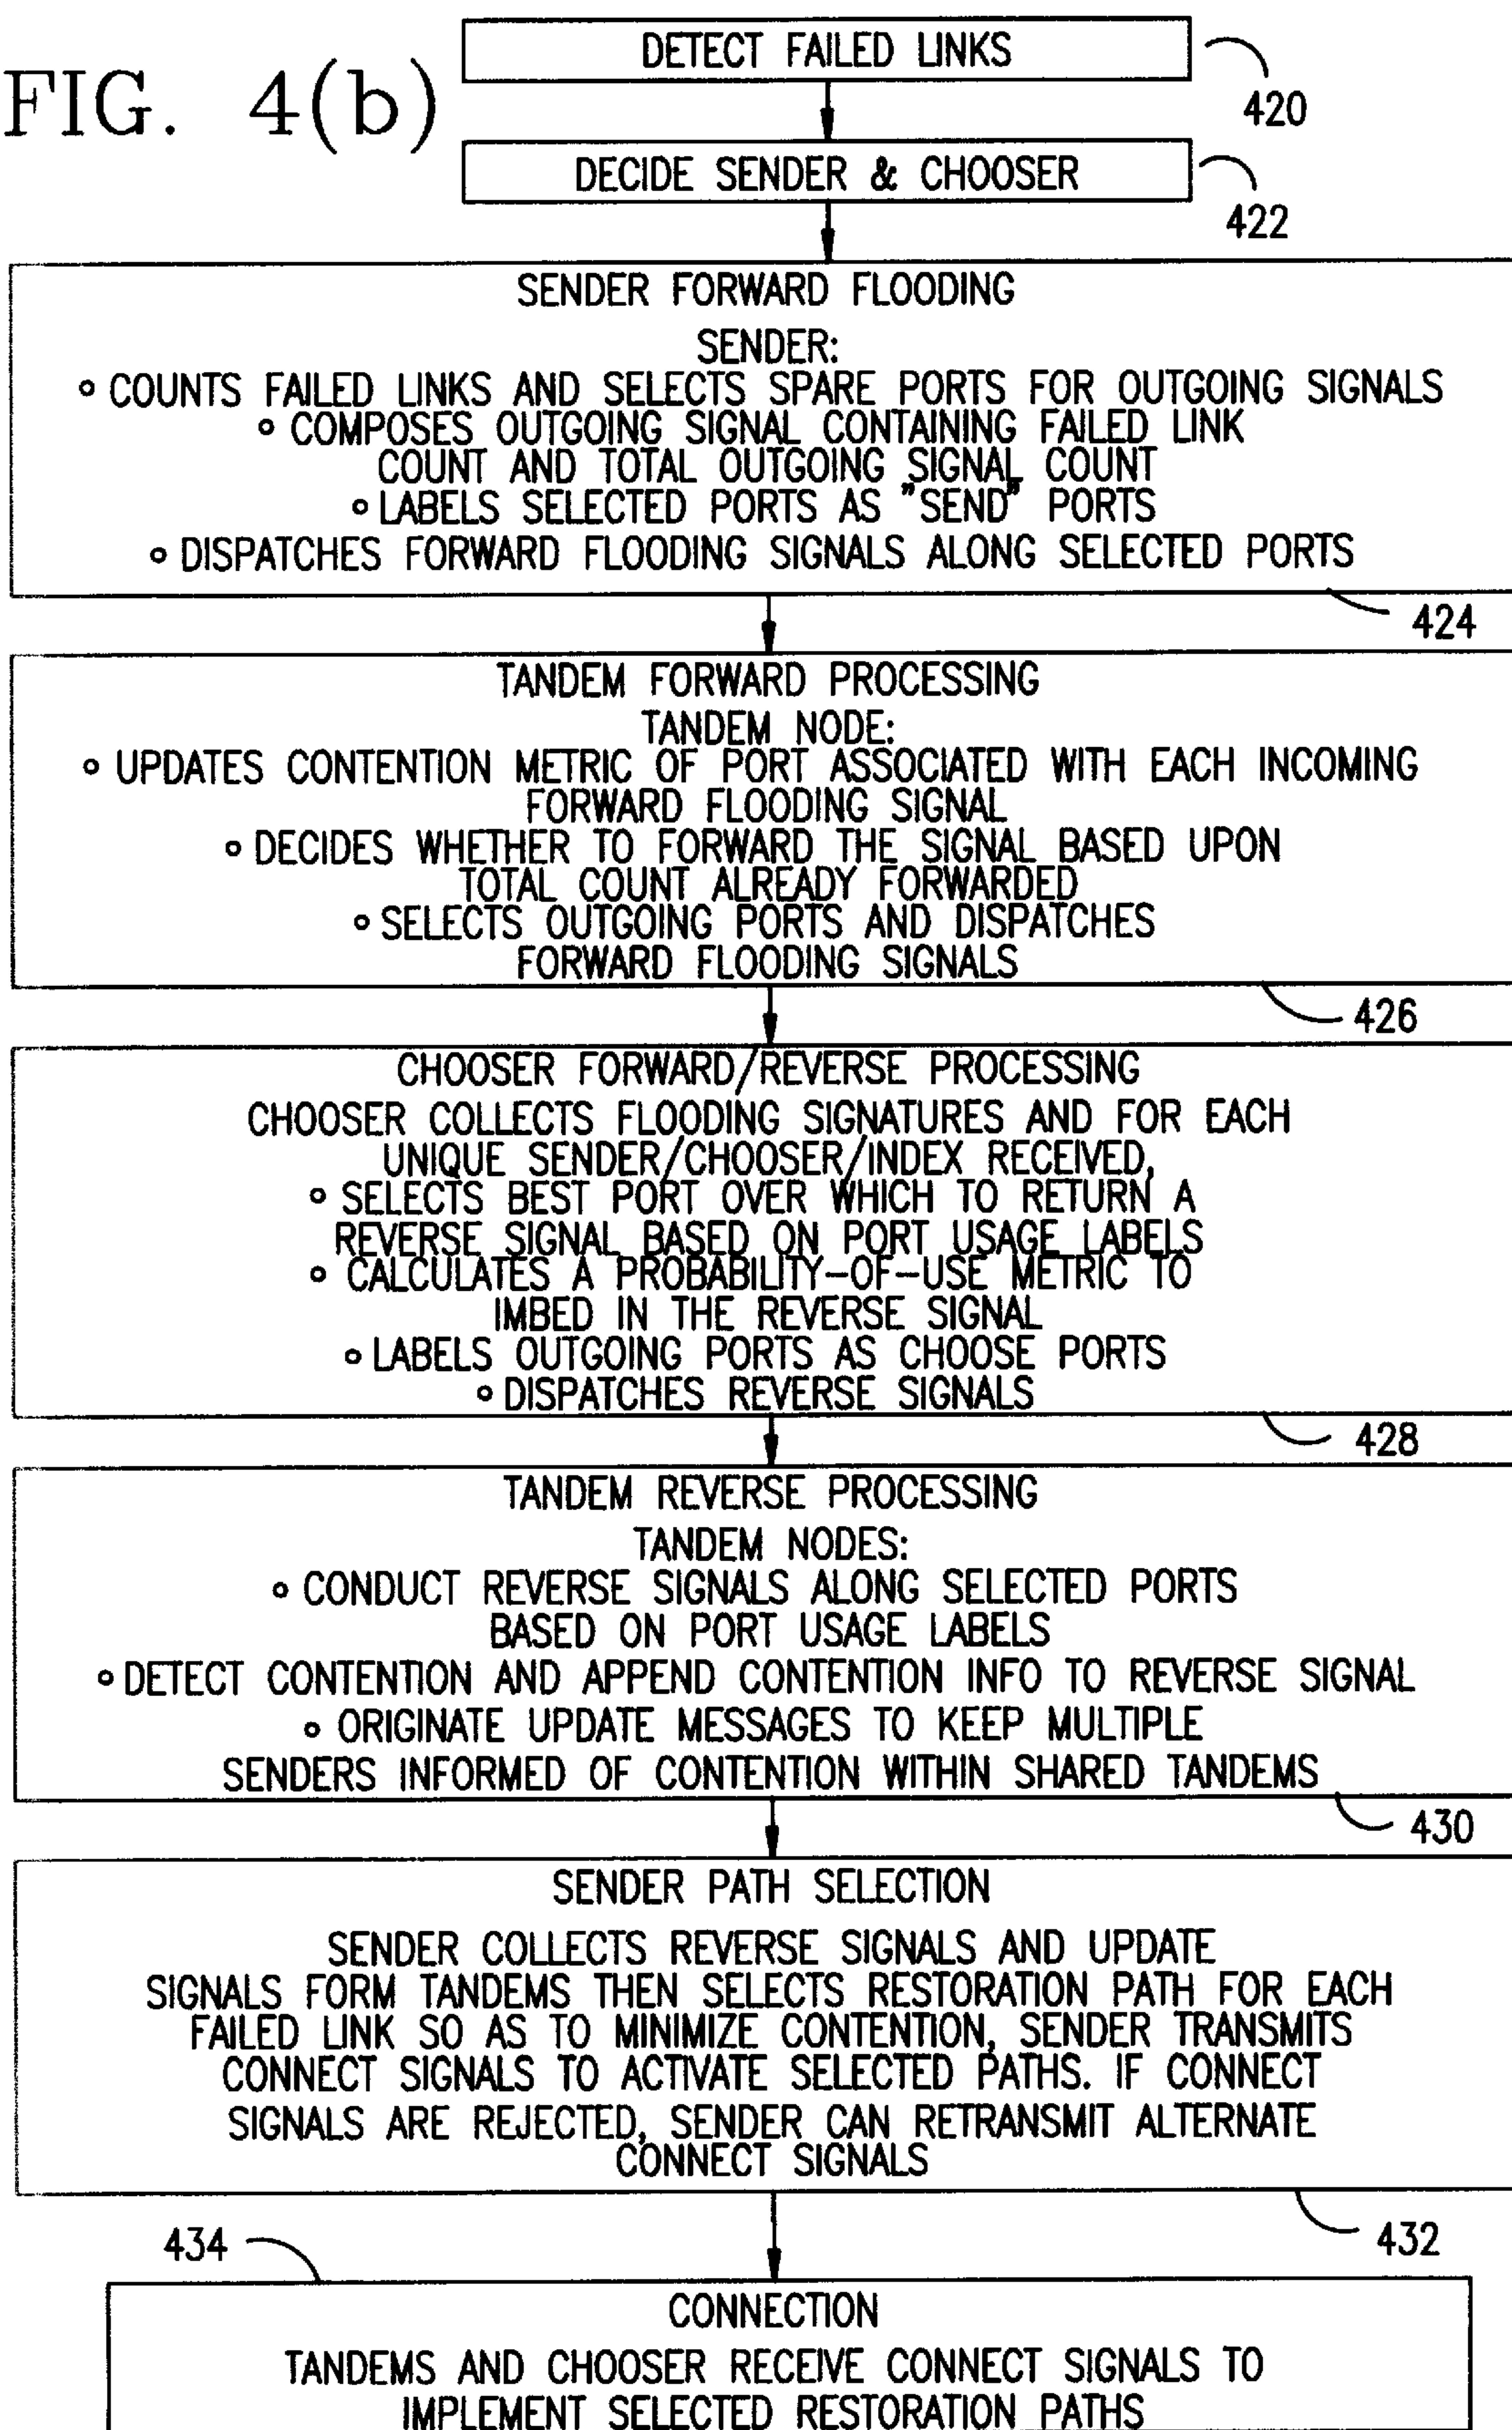 FIG. 4(b)
DETECT FAILED LINKS
420
DECIDE SENDER & CHOOSER
422
SENDER FORWARD FLOODING
SENDER:
∘ COUNTS FAILED LINKS AND SELECTS SPARE PORTS FOR OUTGOING SIGNALS
∘ COMPOSES OUTGOING SIGNAL CONTAINING FAILED LINK
COUNT AND TOTAL OUTGOING SIGNAL COUNT
∘ LABELS SELECTED PORTS AS "SEND" PORTS
∘ DISPATCHES FORWARD FLOODING SIGNALS ALONG SELECTED PORTS
424
TANDEM FORWARD PROCESSING
TANDEM NODE:
∘ UPDATES CONTENTION METRIC OF PORT ASSOCIATED WITH EACH INCOMING
FORWARD FLOODING SIGNAL
∘ DECIDES WHETHER TO FORWARD THE SIGNAL BASED UPON
TOTAL COUNT ALREADY FORWARDED
∘ SELECTS OUTGOING PORTS AND DISPATCHES
FORWARD FLOODING SIGNALS
426
CHOOSER FORWARD/REVERSE PROCESSING
CHOOSER COLLECTS FLOODING SIGNATURES AND FOR EACH
UNIQUE SENDER/CHOOSER/INDEX RECEIVED,
∘ SELECTS BEST PORT OVER WHICH TO RETURN A
REVERSE SIGNAL BASED ON PORT USAGE LABELS
∘ CALCULATES A PROBABILITY-OF-USE METRIC TO
IMBED IN THE REVERSE SIGNAL
∘ LABELS OUTGOING PORTS AS CHOOSE PORTS
∘ DISPATCHES REVERSE SIGNALS
428
TANDEM REVERSE PROCESSING
TANDEM NODES:
∘ CONDUCT REVERSE SIGNALS ALONG SELECTED PORTS
BASED ON PORT USAGE LABELS
∘ DETECT CONTENTION AND APPEND CONTENTION INFO TO REVERSE SIGNAL
∘ ORIGINATE UPDATE MESSAGES TO KEEP MULTIPLE
SENDERS INFORMED OF CONTENTION WITHIN SHARED TANDEMS
430
SENDER PATH SELECTION
SENDER COLLECTS REVERSE SIGNALS AND UPDATE
SIGNALS FORM TANDEMS THEN SELECTS RESTORATION PATH FOR EACH
FAILED LINK SO AS TO MINIMIZE CONTENTION, SENDER TRANSMITS
CONNECT SIGNALS TO ACTIVATE SELECTED PATHS. IF CONNECT
SIGNALS ARE REJECTED, SENDER CAN RETRANSMIT ALTERNATE
CONNECT SIGNALS
432
434
CONNECTION
TANDEMS AND CHOOSER RECEIVE CONNECT SIGNALS TO
IMPLEMENT SELECTED RESTORATION PATHS